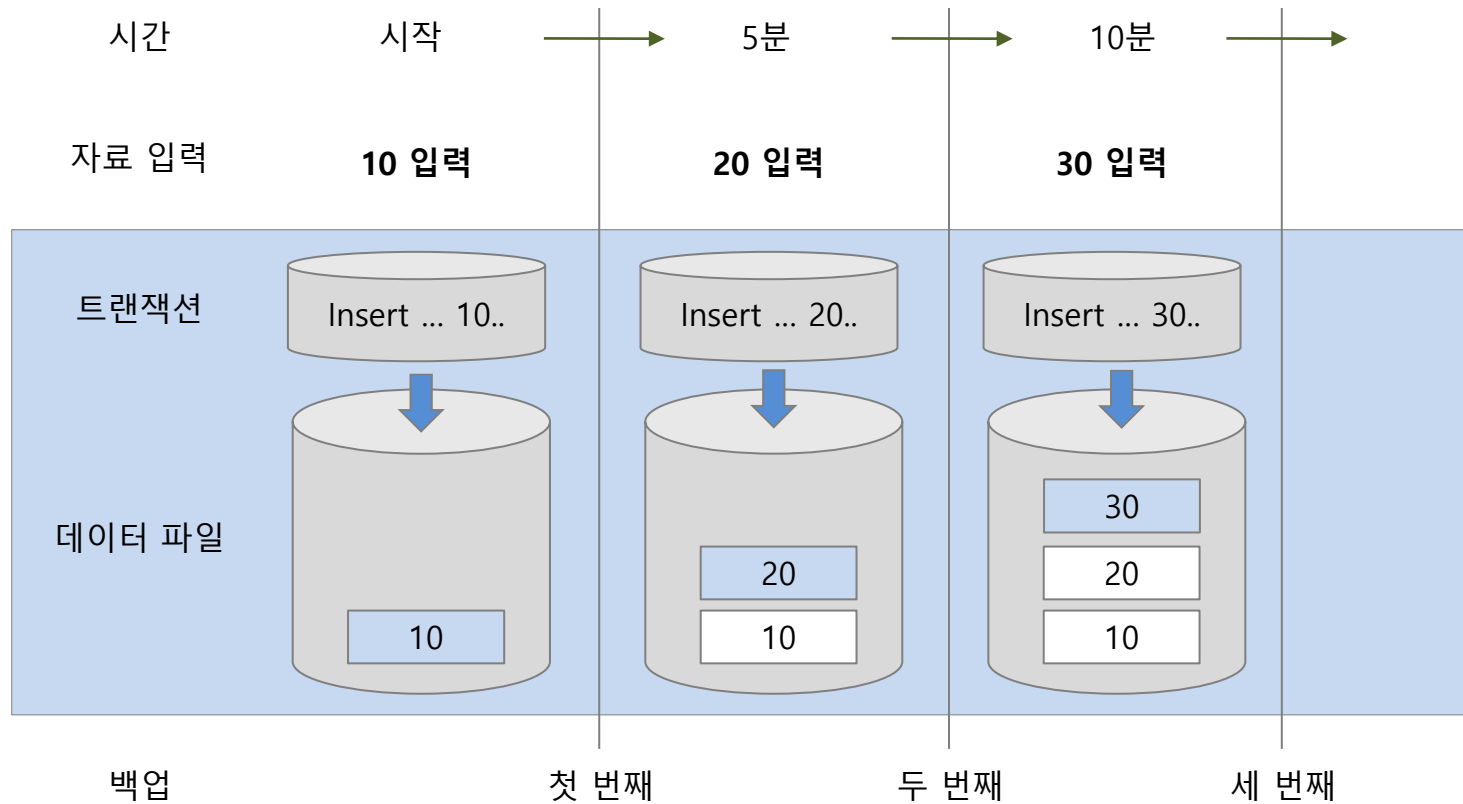 시간 시작 5분 10분
자료 입력 10 입력 20 입력 30 입력
트랜잭션 Insert ... 10.. Insert ... 20.. Insert ... 30..
데이터 파일
30
20 20
10 10 10
백업 첫 번째 두 번째 세 번째